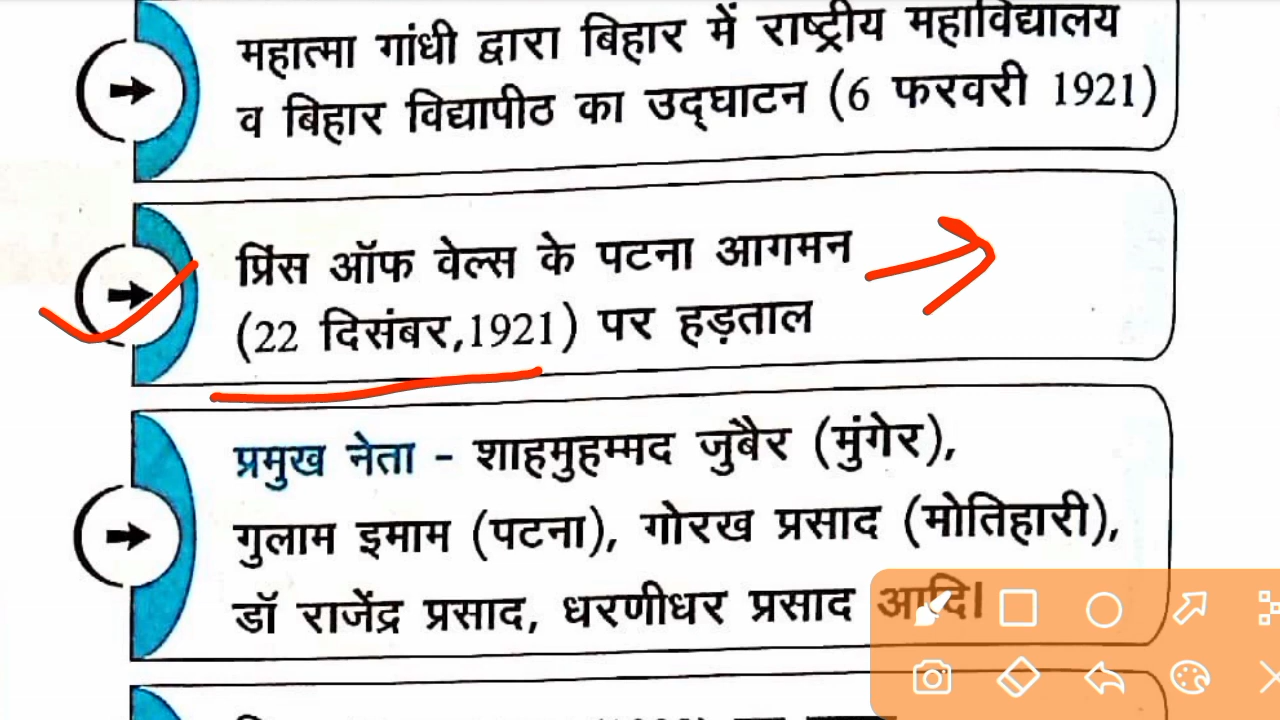 महात्मा गांधी द्वारा बिहार में राष्ट्रीय महाविद्यालय
व बिहार विद्यापीठ का उद्घाटन (6 फरवरी 1921)
प्रिंस ऑफ वेल्स के पटना आगमन
(22 दिसंबर,1921) पर हड़ताल
प्रमुख नेता - शाहमुहम्मद जुबैर (मुंगेर),
गुलाम इमाम (पटना), गोरख प्रसाद (मोतिहारी),
डॉ राजेंद्र प्रसाद, धरणीधर प्रसाद आदि।